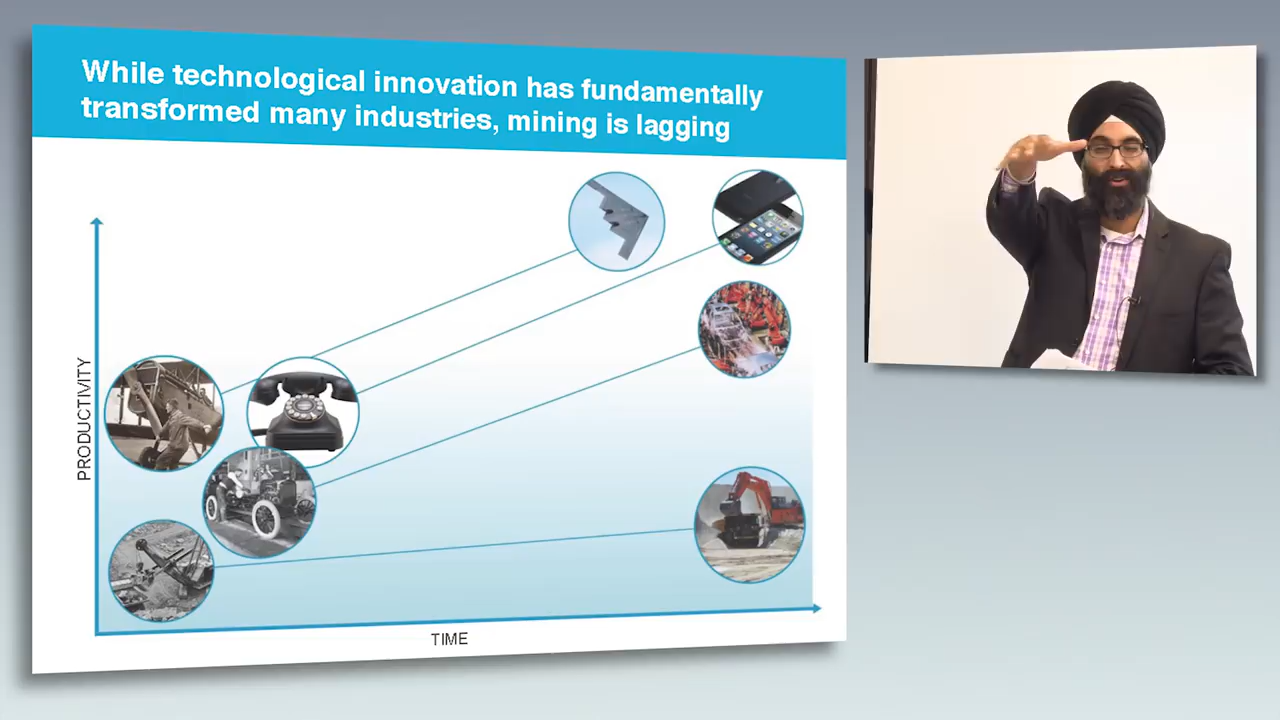 While technological innovation has fundamentally
transformed many industries, mining is lagging
PRODUCTIVITY
TIME